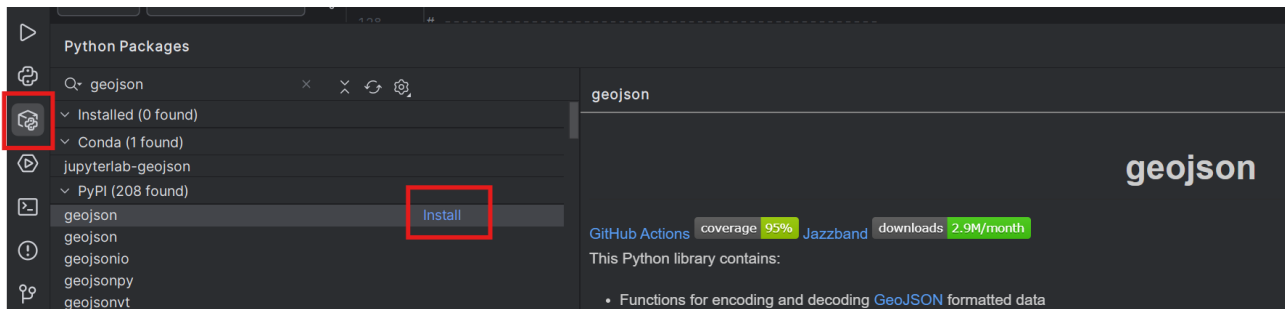 128 # ------------------------------------------------
Python Packages
geojson
Installed (0 found)
Conda (1 found)
jupyterlab-geojson
PyPI (208 found)
geojson Install
geojson
geojsonio
geojsonpy
geojsonvt
geojson
geojson
GitHub Actions coverage 95% Jazzband downloads 2.9M/month
This Python library contains:
• Functions for encoding and decoding GeoJSON formatted data